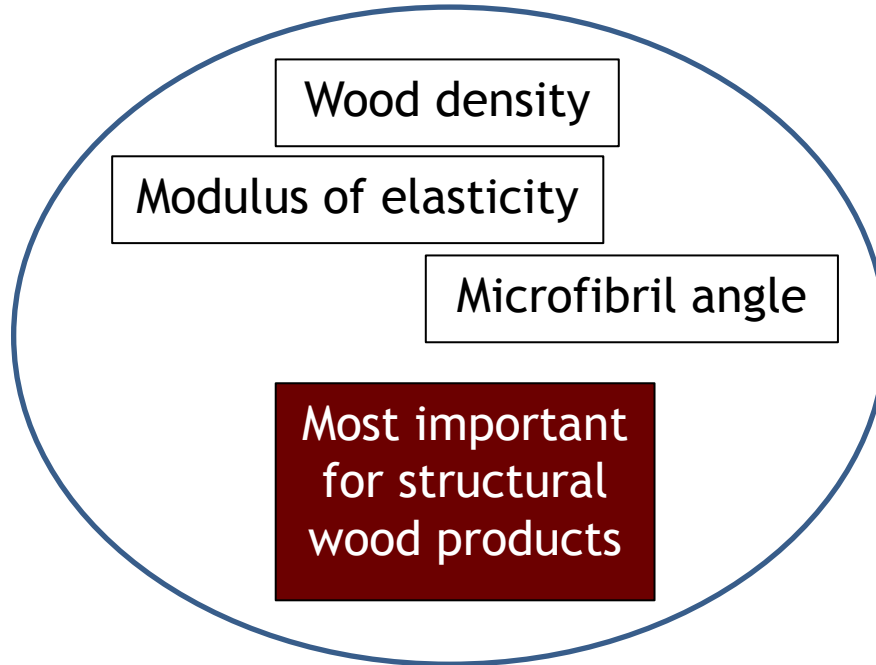 Wood density
Modulus of elasticity
Microfibril angle
Most important
for structural
wood products